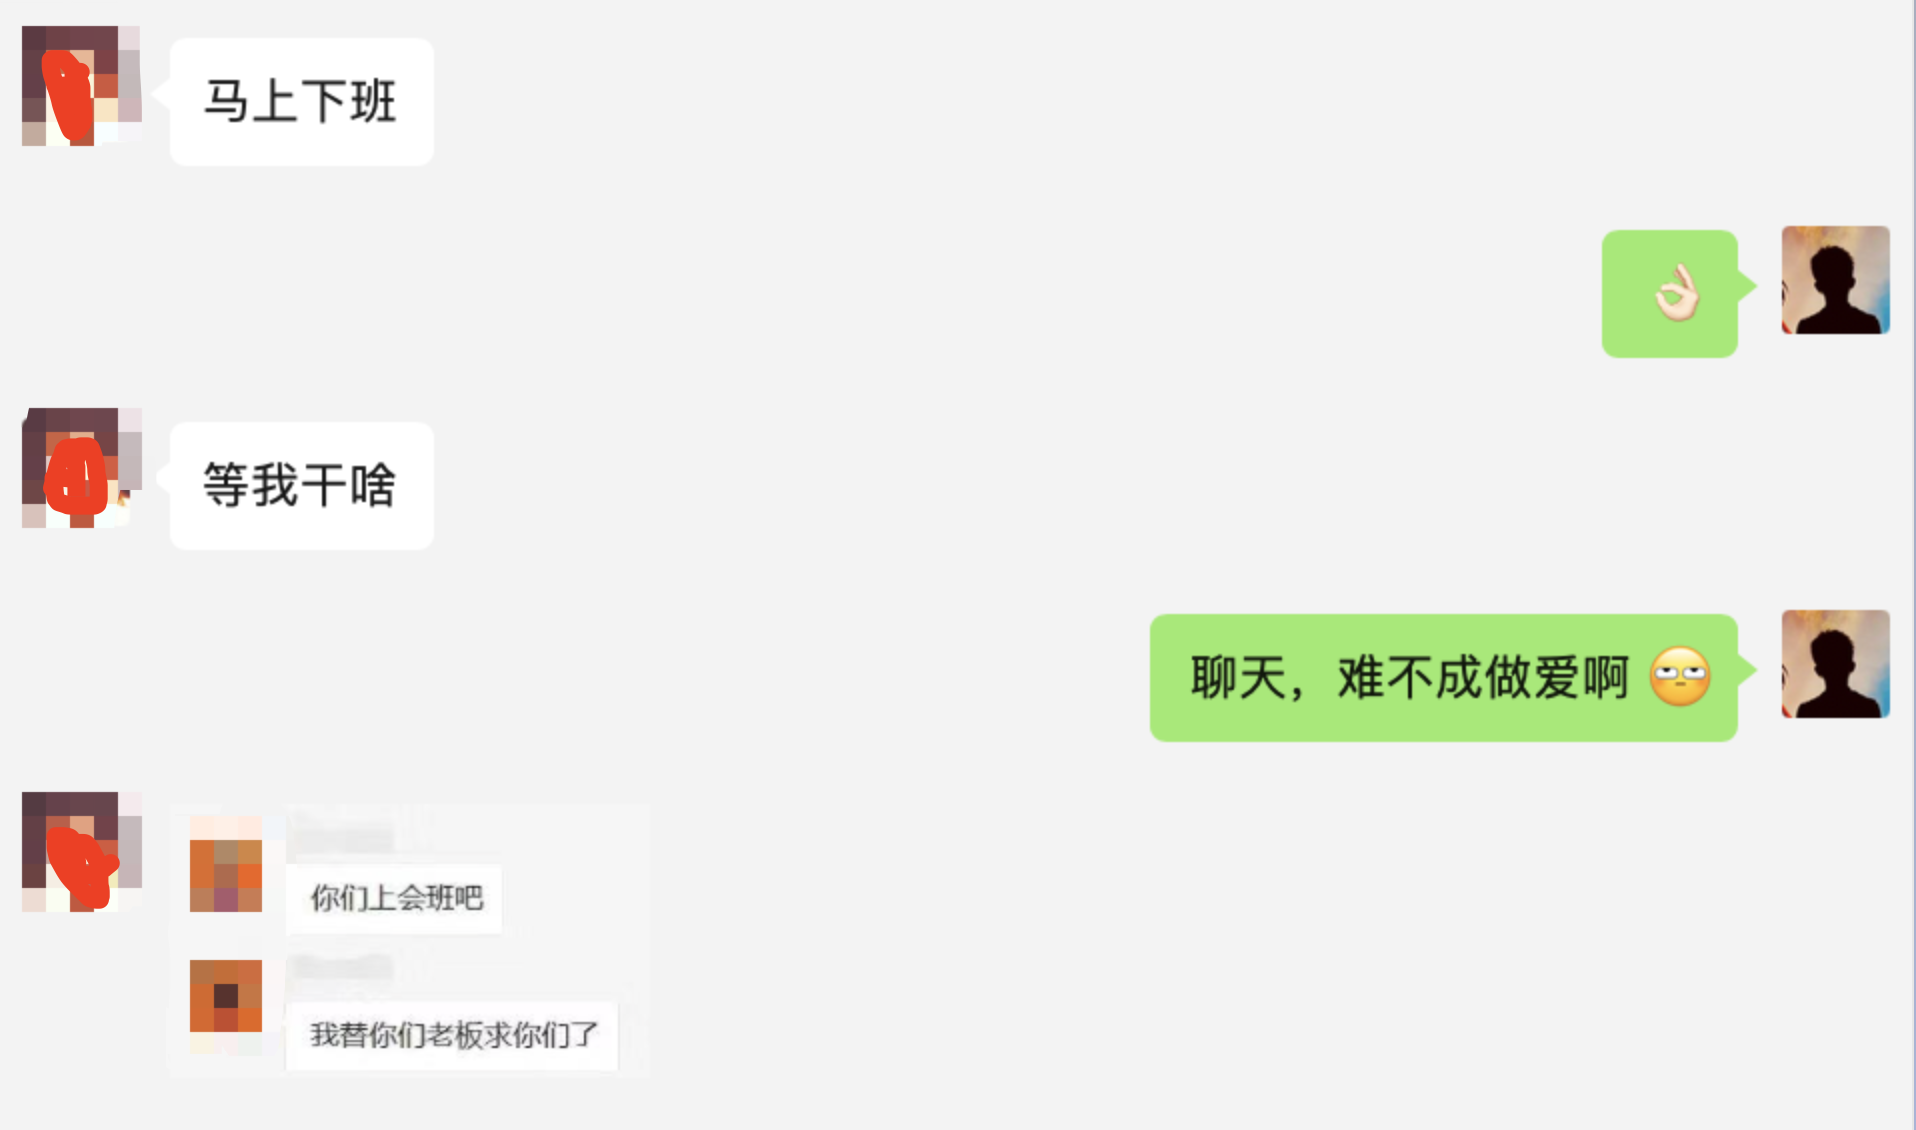 马上下班
👌🏻
等我干啥
聊天，难不成做爱啊 🙄
你们上会班吧
我替你们老板求你们了